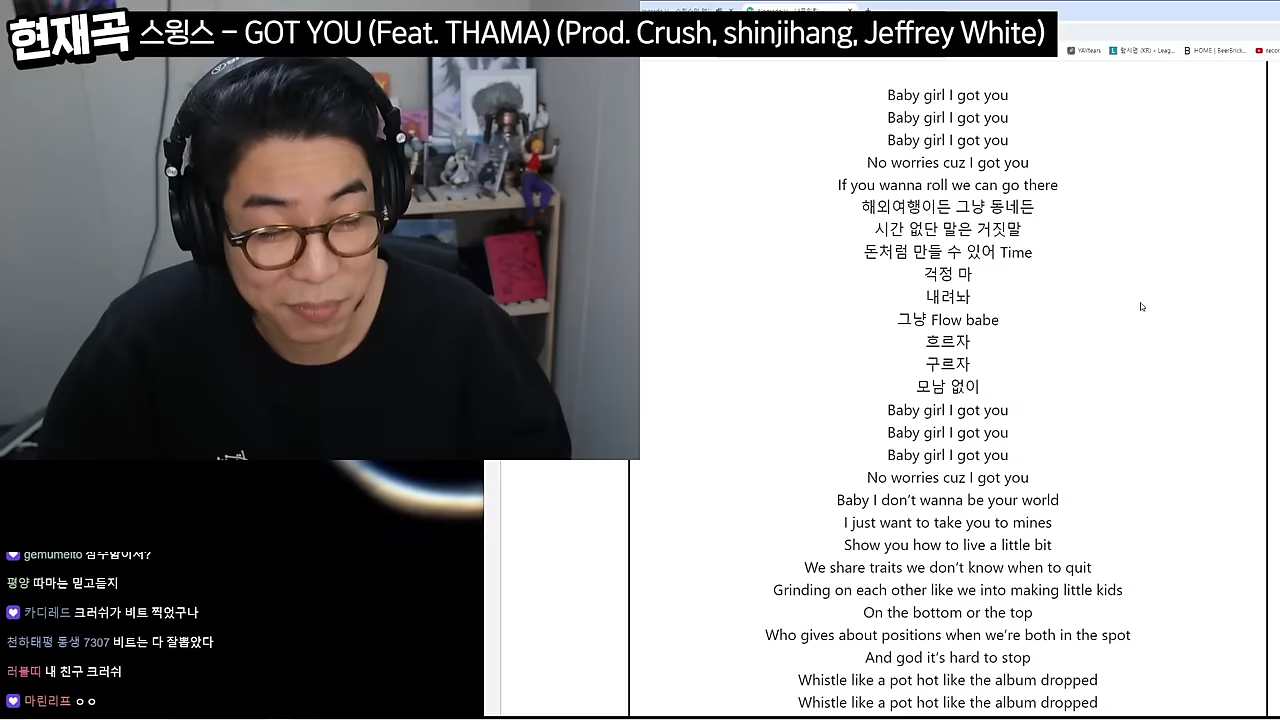 현재곡 스윙스 – GOT YOU (Feat. THAMA) (Prod. Crush, shinjihang, Jeffrey White)
YAYtears
HOME | BeerBrick...
Baby girl I got you
Baby girl I got you
Baby girl I got you
No worries cuz I got you
If you wanna roll we can go there
해외여행이든 그냥 동네든
시간 없단 말은 거짓말
돈처럼 만들 수 있어 Time
걱정 마
내려놔
그냥 Flow babe
흐르자
구르자
모남 없이
Baby girl I got you
Baby girl I got you
Baby girl I got you
No worries cuz I got you
Baby I don’t wanna be your world
I just want to take you to mines
Show you how to live a little bit
We share traits we don’t know when to quit
Grinding on each other like we into making little kids
On the bottom or the top
Who gives about positions when we’re both in the spot
And god it’s hard to stop
Whistle like a pot hot like the album dropped
Whistle like a pot hot like the album dropped
gemumeito
평양 따마는 믿고듣지
카디레드 크러쉬가 비트 찍었구나
천하태평 동생 7307 비트는 다 잘뽑았다
러블띠 내 친구 크러쉬
마린리프 ㅇㅇ